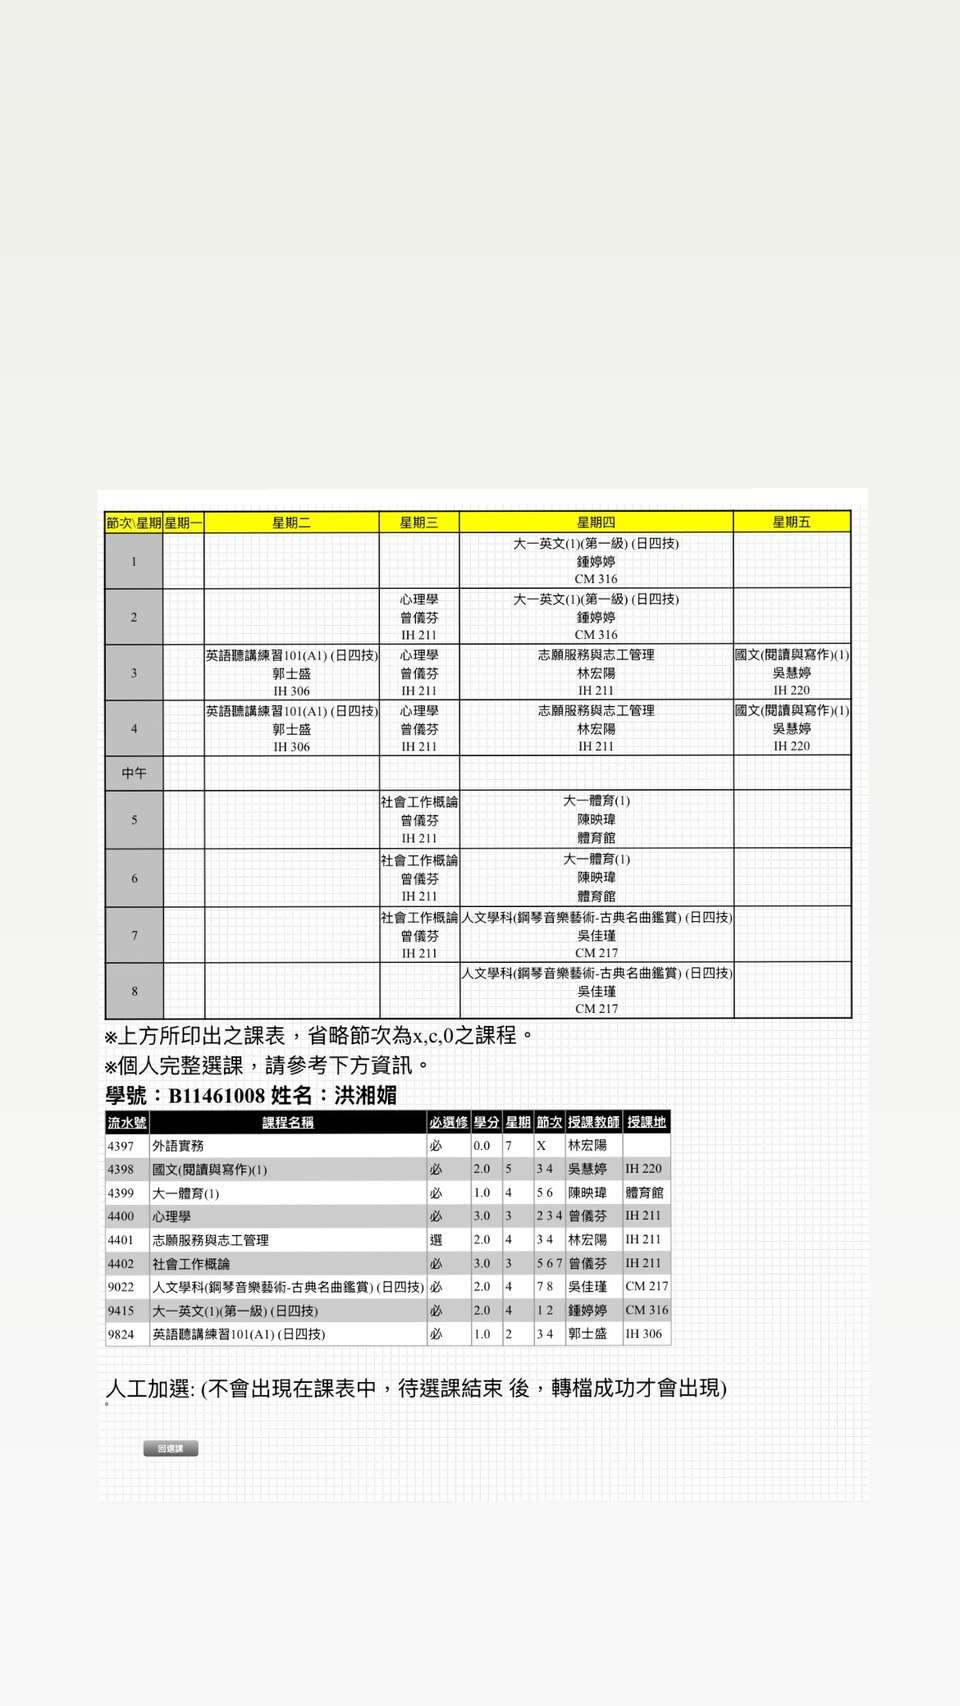 節次\星期 星期一 星期二 星期三 星期四 星期五
1 大一英文(1)(第一級) (日四技)
鍾婷婷
CM 316
2 心理學 大一英文(1)(第一級) (日四技)
曾儀芬 鍾婷婷
IH 211 CM 316
3 英語聽講練習101(A1) (日四技) 心理學 志願服務與志工管理 國文(閱讀與寫作)(1)
郭士盛 曾儀芬 林宏陽 吳慧婷
IH 306 IH 211 IH 211 IH 220
4 英語聽講練習101(A1) (日四技) 心理學 志願服務與志工管理 國文(閱讀與寫作)(1)
郭士盛 曾儀芬 林宏陽 吳慧婷
IH 306 IH 211 IH 211 IH 220
中午
5 社會工作概論 大一體育(1)
曾儀芬 陳映瑋
IH 211 體育館
6 社會工作概論 大一體育(1)
曾儀芬 陳映瑋
IH 211 體育館
7 社會工作概論 人文學科(鋼琴音樂藝術-古典名曲鑑賞) (日四技)
曾儀芬 吳佳瑾
IH 211 CM 217
8 人文學科(鋼琴音樂藝術-古典名曲鑑賞) (日四技)
吳佳瑾
CM 217
※上方所印出之課表，省略節次為x,c,0之課程。
※個人完整選課，請參考下方資訊。
學號：B11461008 姓名：洪湘媚
流水號 課程名稱 必選修 學分 星期 節次 授課教師 授課地
4397 外語實務 必 0.0 7 X 林宏陽
4398 國文(閱讀與寫作)(1) 必 2.0 5 3 4 吳慧婷 IH 220
4399 大一體育(1) 必 1.0 4 5 6 陳映瑋 體育館
4400 心理學 必 3.0 3 2 3 4 曾儀芬 IH 211
4401 志願服務與志工管理 選 2.0 4 3 4 林宏陽 IH 211
4402 社會工作概論 必 3.0 3 5 6 7 曾儀芬 IH 211
9022 人文學科(鋼琴音樂藝術-古典名曲鑑賞) (日四技) 必 2.0 4 7 8 吳佳瑾 CM 217
9415 大一英文(1)(第一級) (日四技) 必 2.0 4 1 2 鍾婷婷 CM 316
9824 英語聽講練習101(A1) (日四技) 必 1.0 2 3 4 郭士盛 IH 306
人工加選: (不會出現在課表中，待選課結束 後，轉檔成功才會出現)
回選課